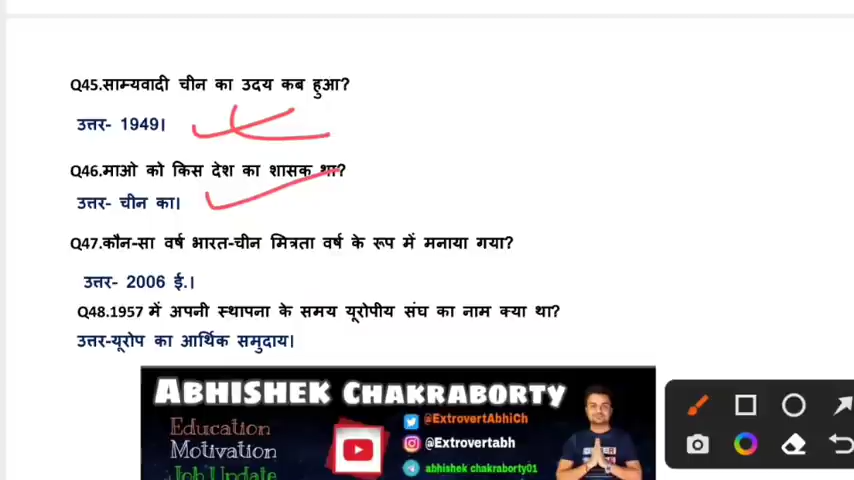 Q45.साम्यवादी चीन का उदय कब हुआ?
उत्तर- 1949।
Q46.माओ को किस देश का शासक था?
उत्तर- चीन का।
Q47.कौन-सा वर्ष भारत-चीन मित्रता वर्ष के रूप में मनाया गया?
उत्तर- 2006 ई.।
Q48.1957 में अपनी स्थापना के समय यूरोपीय संघ का नाम क्या था?
उत्तर-यूरोप का आर्थिक समुदाय।
ABHISHEK CHAKRABORTY
Education
Motivation
Job Update
@ExtrovertAbhiCh
@Extrovertabh
abhishek chakraborty01